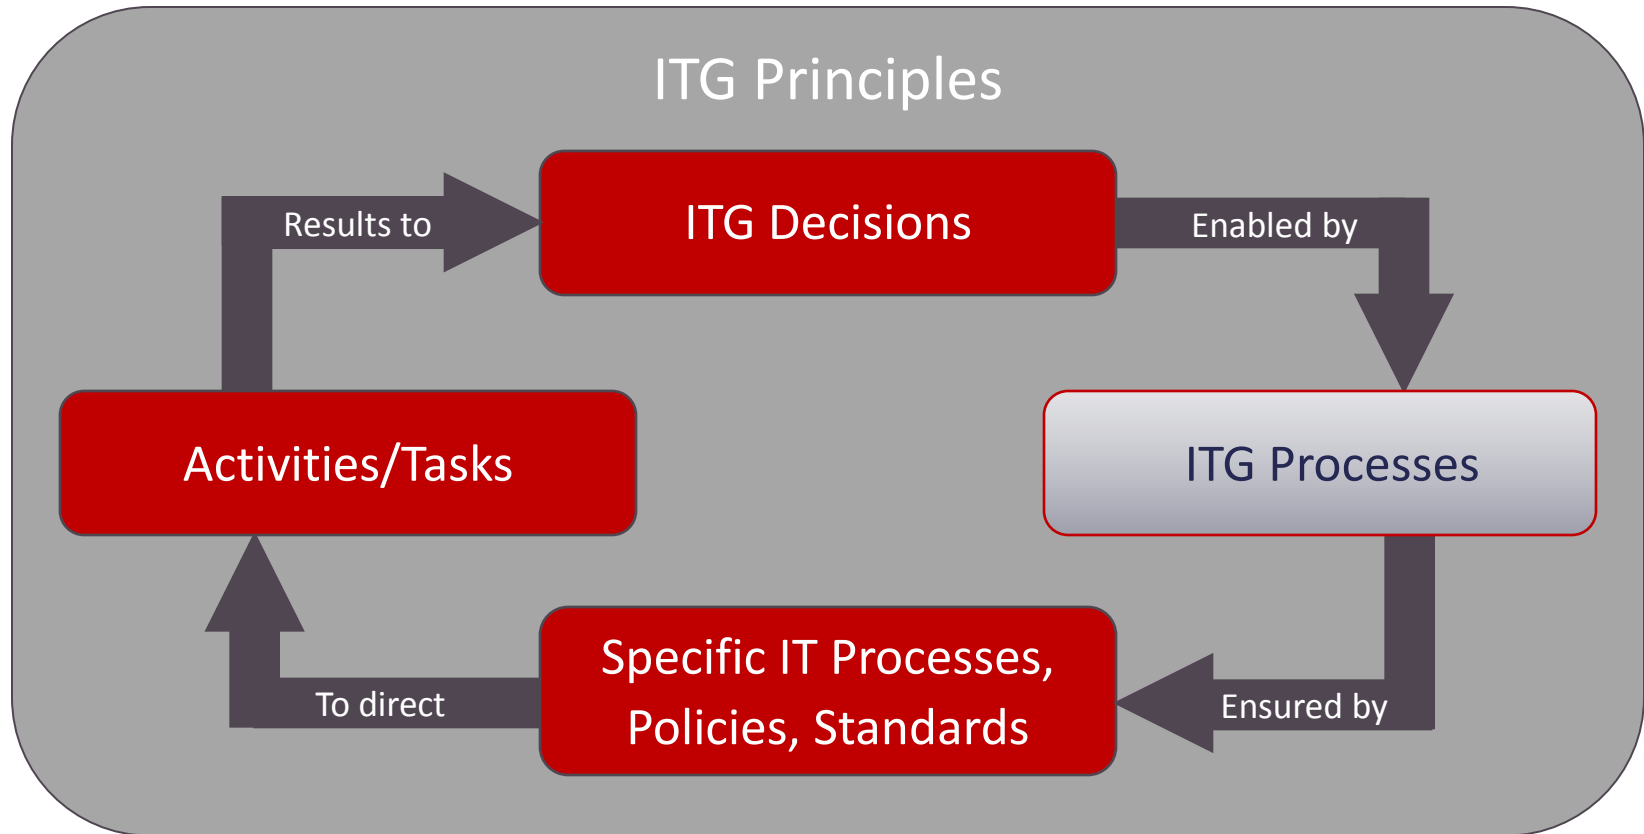 ITG Principles
ITG Decisions
Results to
Enabled by
Activities/Tasks
ITG Processes
Specific IT Processes,
Policies, Standards
To direct
Ensured by